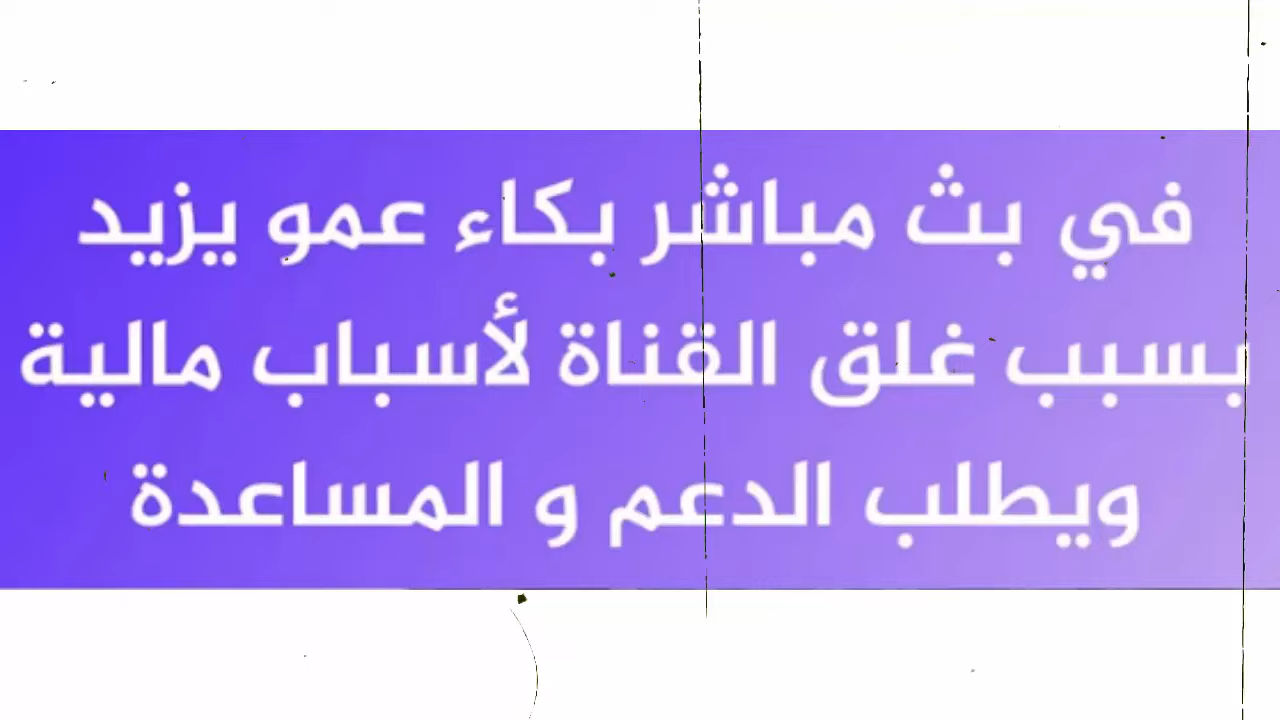 في بث مباشر بكاء عمو يزيد
بسبب غلق القناة لأسباب مالية
ويطلب الدعم و المساعدة